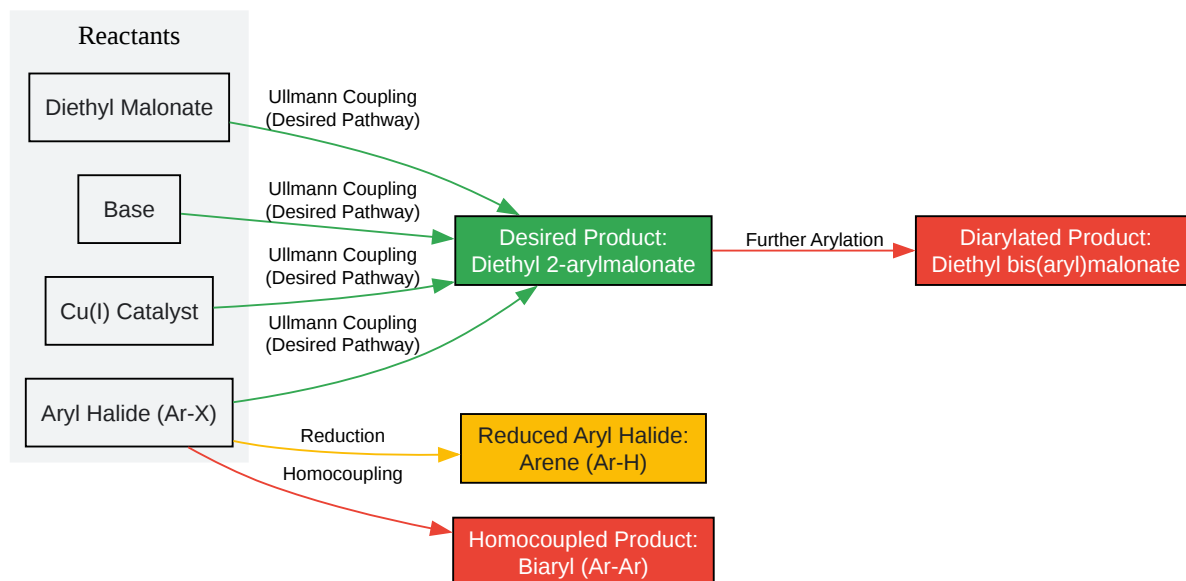 Reactants
Diethyl Malonate
Base
Cu(I) Catalyst
Aryl Halide (Ar-X)
Ullmann Coupling
(Desired Pathway)
Ullmann Coupling
(Desired Pathway)
Ullmann Coupling
(Desired Pathway)
Ullmann Coupling
(Desired Pathway)
Reduction
Homocoupling
Desired Product:
Diethyl 2-arylmalonate
Further Arylation
Diarylated Product:
Diethyl bis(aryl)malonate
Reduced Aryl Halide:
Arene (Ar-H)
Homocoupled Product:
Biaryl (Ar-Ar)